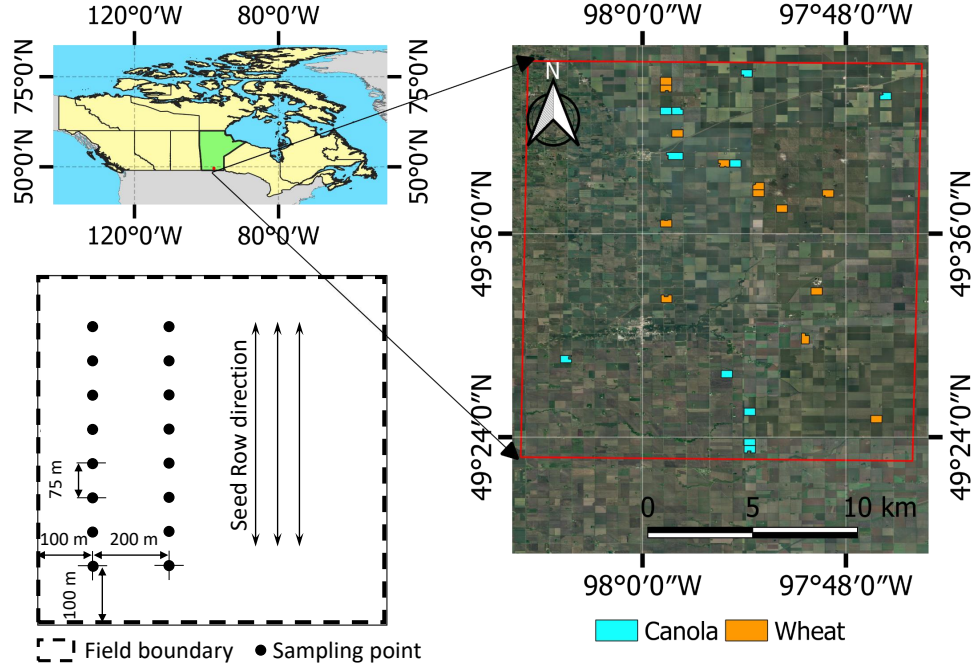 120°0′W 80°0′W
75°0′N
50°0′N
75°0′N
50°0′N
120°0′W 80°0′W
98°0′0″W 97°48′0″W
N
49°36′0″N
49°24′0″N
49°36′0″N
49°24′0″N
0 5 10 km
98°0′0″W 97°48′0″W
Canola Wheat
Seed Row direction
75 m
100 m 200 m
100 m
Field boundary Sampling point